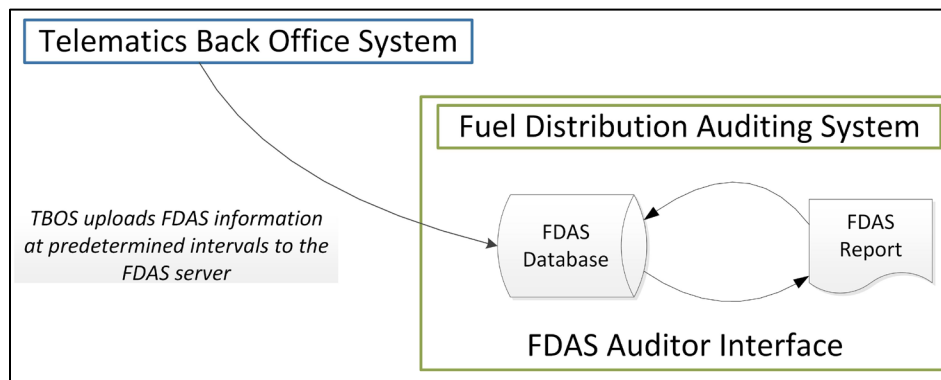 Telematics Back Office System
Fuel Distribution Auditing System
TBOS uploads FDAS information
at predetermined intervals to the
FDAS server
FDAS
Database
FDAS
Report
FDAS Auditor Interface